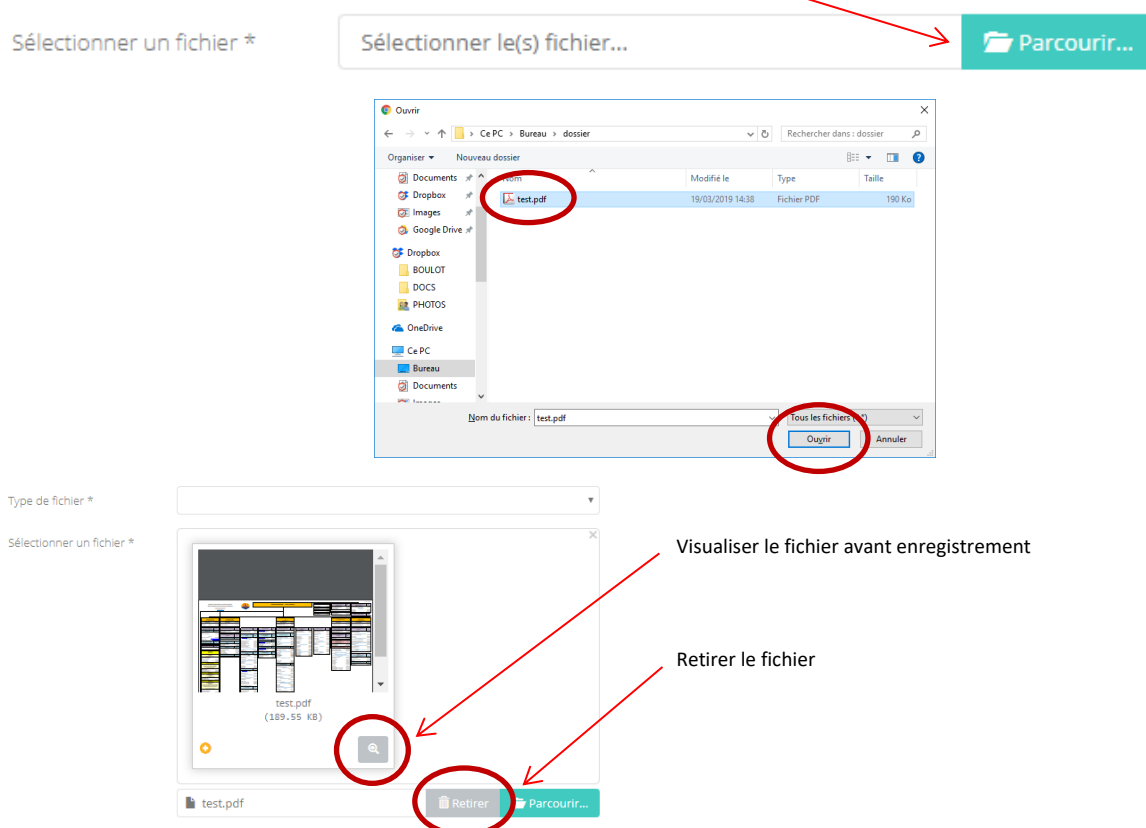 Sélectionner un fichier *
Sélectionner le(s) fichier...
Parcourir...
Ouvrir
Ce PC > Bureau > dossier
Rechercher dans : dossier
Organiser
Nouveau dossier
Nom
Modifié le
Type
Taille
test.pdf
19/03/2019 14:38
Fichier PDF
190 Ko
Documents
Dropbox
Images
Google Drive
Dropbox
BOULOT
DOCS
PHOTOS
OneDrive
Ce PC
Bureau
Documents
Images
Nom du fichier :
test.pdf
Tous les fichiers (*.*)
Ouvrir
Annuler
Type de fichier *
Sélectionner un fichier *
test.pdf
(189.55 KB)
Visualiser le fichier avant enregistrement
Retirer le fichier
test.pdf
Retirer
Parcourir...